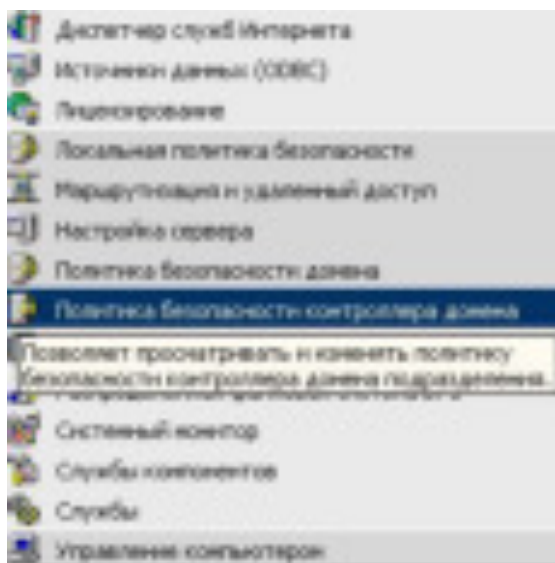 Диспетчер служб Интернета
Источники данных (ODBC)
Лицензирование
Локальная политика безопасности
Маршрутизация и удаленный доступ
Настройка сервера
Политика безопасности домена
Политика безопасности контроллера домена
Позволяет просматривать и изменять политику
безопасности контроллера домена подразделения.
Системный монитор
Службы компонентов
Службы
Управление компьютером